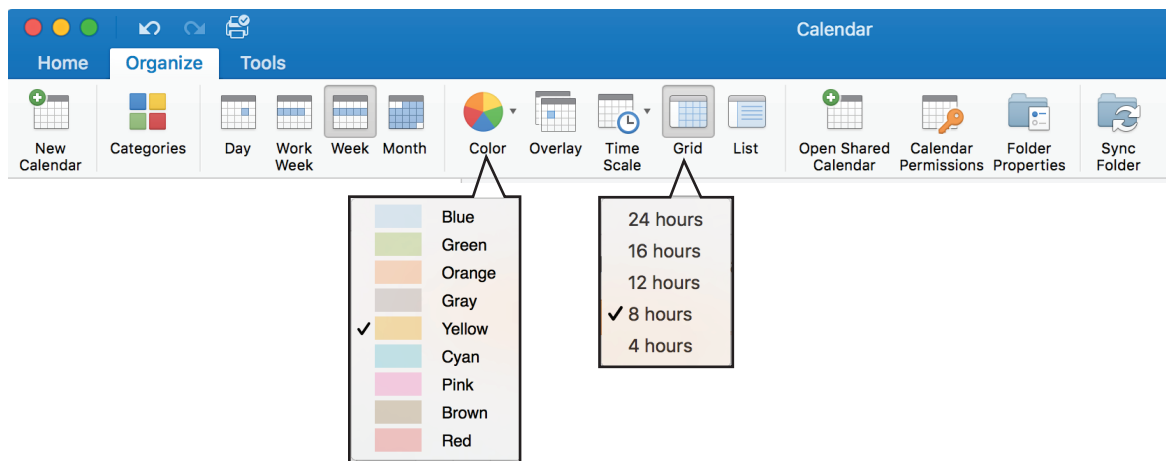 Calendar
Home Organize Tools
New Calendar
Categories
Day
Work Week
Week
Month
Color
Overlay
Time Scale
Grid
List
Open Shared Calendar
Calendar Permissions
Folder Properties
Sync Folder
Blue
Green
Orange
Gray
Yellow
Cyan
Pink
Brown
Red
24 hours
16 hours
12 hours
8 hours
4 hours